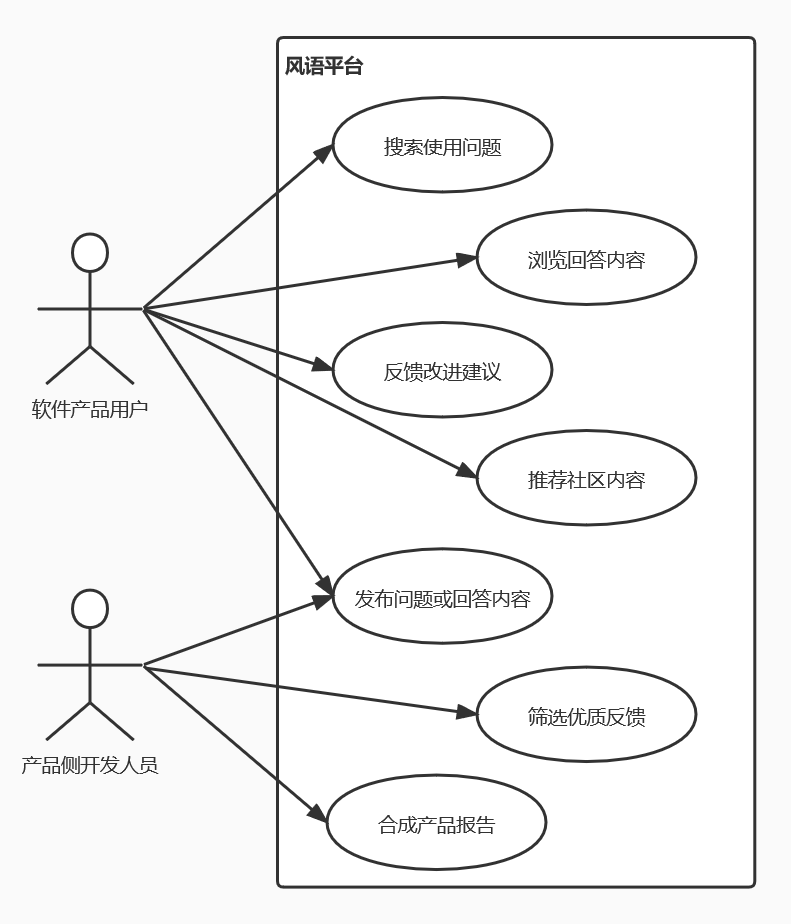 风语平台
搜索使用问题
浏览回答内容
反馈改进建议
软件产品用户
推荐社区内容
发布问题或回答内容
筛选优质反馈
产品侧开发人员
合成产品报告